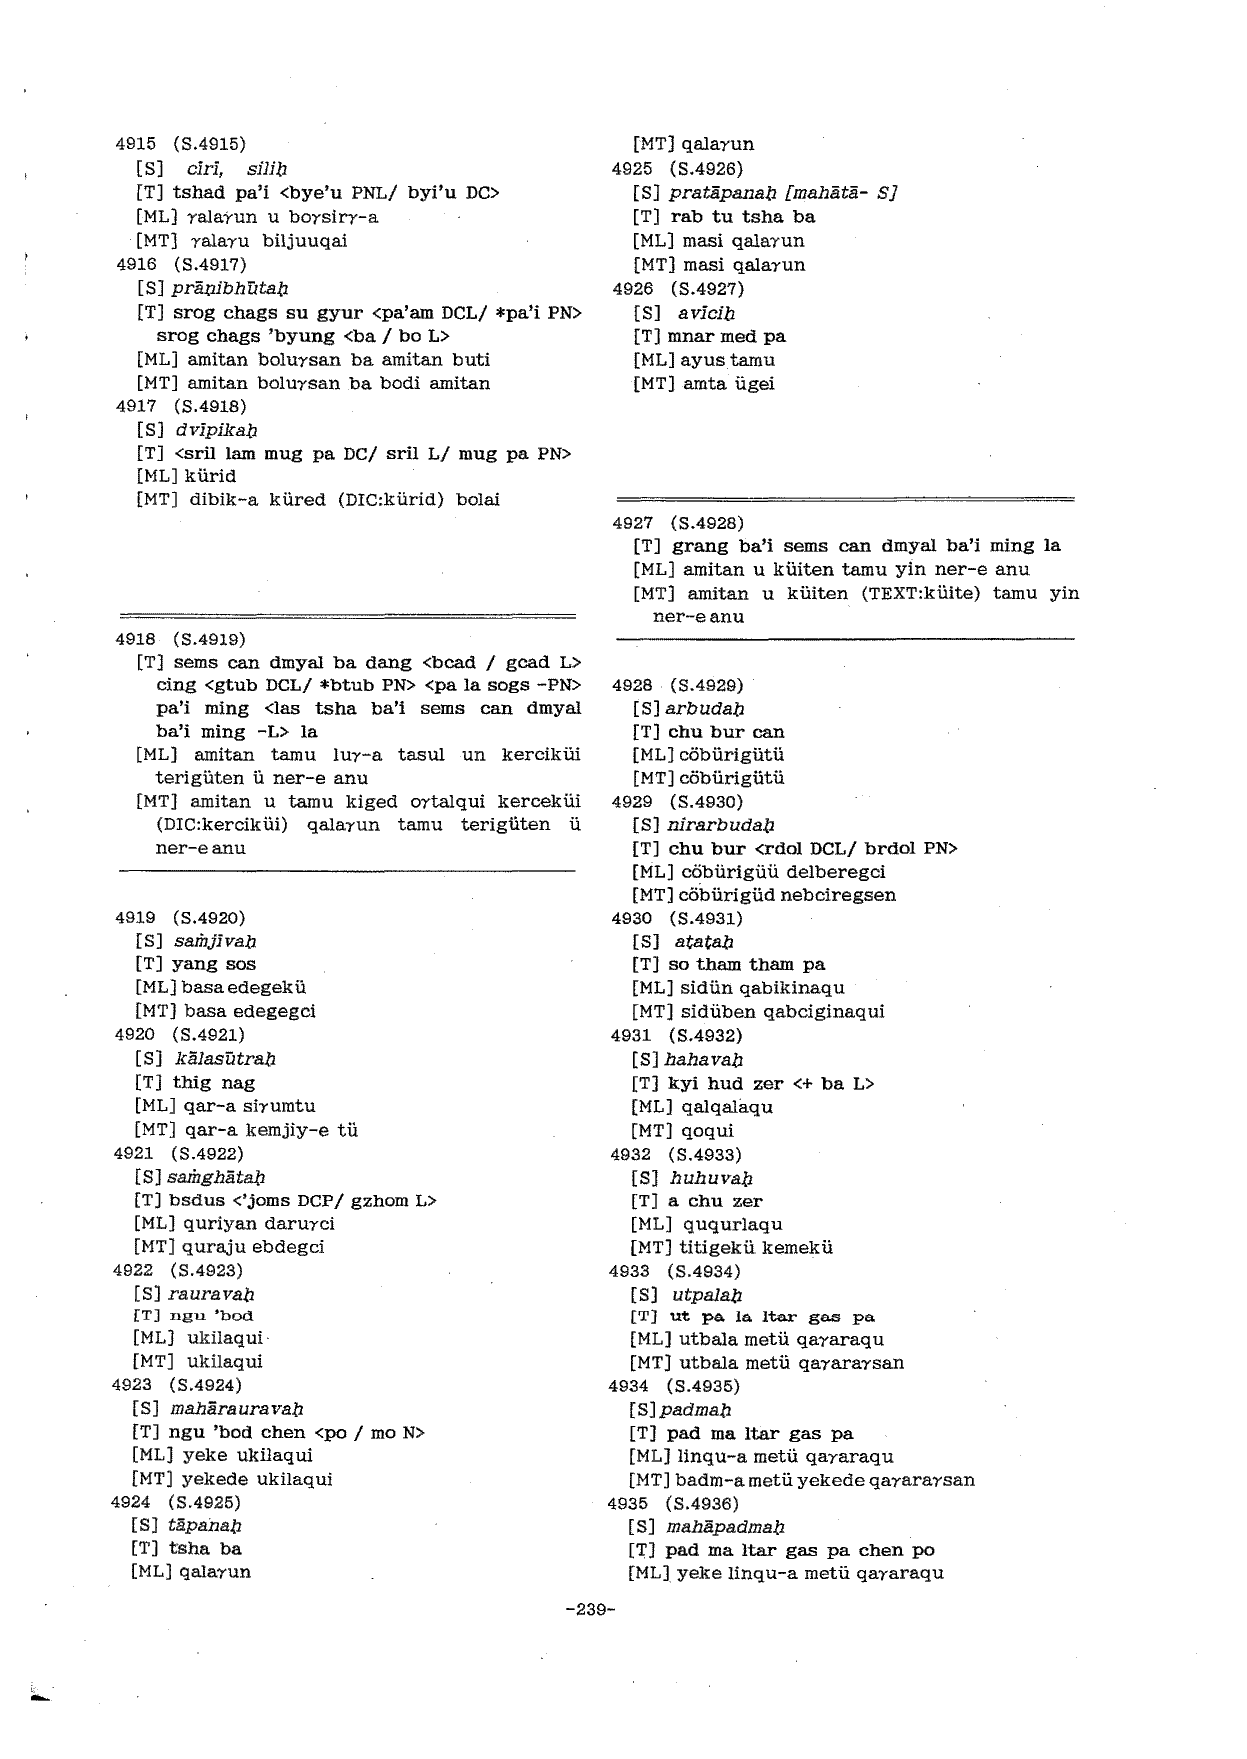 4915 (S.4915)
[S] cīrī, siliḥ
[T] tshad pa'i <bye'u PNL/ byi'u DC>
[ML] γalaγun u boγsirγ-a
[MT] γalaγu biljuuqai
4916 (S.4917)
[S] prāṇibhūtaḥ
[T] srog chags su gyur <pa'am DCL/ *pa'i PN>
srog chags 'byung <ba / bo L>
[ML] amitan boluγsan ba amitan buti
[MT] amitan boluγsan ba bodi amitan
4917 (S.4918)
[S] dvīpikaḥ
[T] <sril lam mug pa DC/ sril L/ mug pa PN>
[ML] kürid
[MT] dibik-a küred (DIC:kürid) bolai
4918 (S.4919)
[T] sems can dmyal ba dang <bcad / gcad L>
cing <gtub DCL/ *btub PN> <pa la sogs -PN>
pa'i ming <las tsha ba'i sems can dmyal
ba'i ming -L> la
[ML] amitan tamu luγ-a tasul un kerciküi
terigüten ü ner-e anu
[MT] amitan u tamu kiged oγtalqui kerceküi
(DIC:kerciküi) qalaγun tamu terigüten ü
ner-e anu
4919 (S.4920)
[S] saṁjīvaḥ
[T] yang sos
[ML] basa edegekü
[MT] basa edegegci
4920 (S.4921)
[S] kālasūtraḥ
[T] thig nag
[ML] qar-a siγumtu
[MT] qar-a kemjiy-e tü
4921 (S.4922)
[S] saṁghātaḥ
[T] bsdus <'joms DCP/ gzhom L>
[ML] quriyan daruγci
[MT] quraju ebdegci
4922 (S.4923)
[S] rauravaḥ
[T] ngu 'bod
[ML] ukilaqui
[MT] ukilaqui
4923 (S.4924)
[S] mahārauravaḥ
[T] ngu 'bod chen <po / mo N>
[ML] yeke ukilaqui
[MT] yekede ukilaqui
4924 (S.4925)
[S] tāpanaḥ
[T] tsha ba
[ML] qalaγun
[MT] qalaγun
4925 (S.4926)
[S] pratāpanaḥ [mahātā- S]
[T] rab tu tsha ba
[ML] masi qalaγun
[MT] masi qalaγun
4926 (S.4927)
[S] avīciḥ
[T] mnar med pa
[ML] ayus tamu
[MT] amta ügei
4927 (S.4928)
[T] grang ba'i sems can dmyal ba'i ming la
[ML] amitan u küiten tamu yin ner-e anu
[MT] amitan u küiten (TEXT:küite) tamu yin
ner-e anu
4928 (S.4929)
[S] arbudaḥ
[T] chu bur can
[ML] cöbürigütü
[MT] cöbürigütü
4929 (S.4930)
[S] nirarbudaḥ
[T] chu bur <rdol DCL/ brdol PN>
[ML] cöbürigüü delberegci
[MT] cöbürigüd nebciregsen
4930 (S.4931)
[S] aṭaṭaḥ
[T] so tham tham pa
[ML] sidün qabikinaqu
[MT] sidüben qabciginaqui
4931 (S.4932)
[S] hahavaḥ
[T] kyi hud zer <+ ba L>
[ML] qalqalaqu
[MT] qoqui
4932 (S.4933)
[S] huhuvaḥ
[T] a chu zer
[ML] ququrlaqu
[MT] titigekü kemekü
4933 (S.4934)
[S] utpalaḥ
[T] ut pa la ltar gas pa
[ML] utbala metü qaγaraqu
[MT] utbala metü qaγaraγsan
4934 (S.4935)
[S] padmaḥ
[T] pad ma ltar gas pa
[ML] linqu-a metü qaγaraqu
[MT] badm-a metü yekede qaγararγsan
4935 (S.4936)
[S] mahāpadmaḥ
[T] pad ma ltar gas pa chen po
[ML] yeke linqu-a metü qaγaraqu
-239-